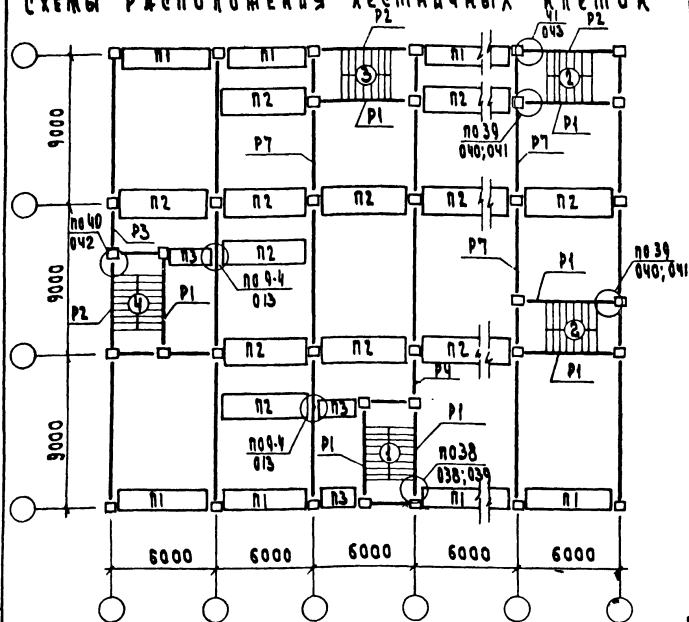 СХЕМЫ РАСПОЛОЖЕНИЯ ЛЕСТНИЧНЫХ КЛЕТОК
Р2
41
043
Р2
П1
П1
3
П1
2
П2
Р1
П2
Р1
по 39
040;041
9000
Р7
Р7
П2
П2
П2
П2
П2
по 40
042
Р3
П3
П2
Р7
Р1
по 39
040;041
9000
Р2
4
Р1
по 9-4
013
2
П2
П2
П2
Р1
Р4
П2
П3
Р1
9000
по 9-4
013
Р1
1
по 38
038;039
П1
П1
П3
П1
П1
6000
6000
6000
6000
6000